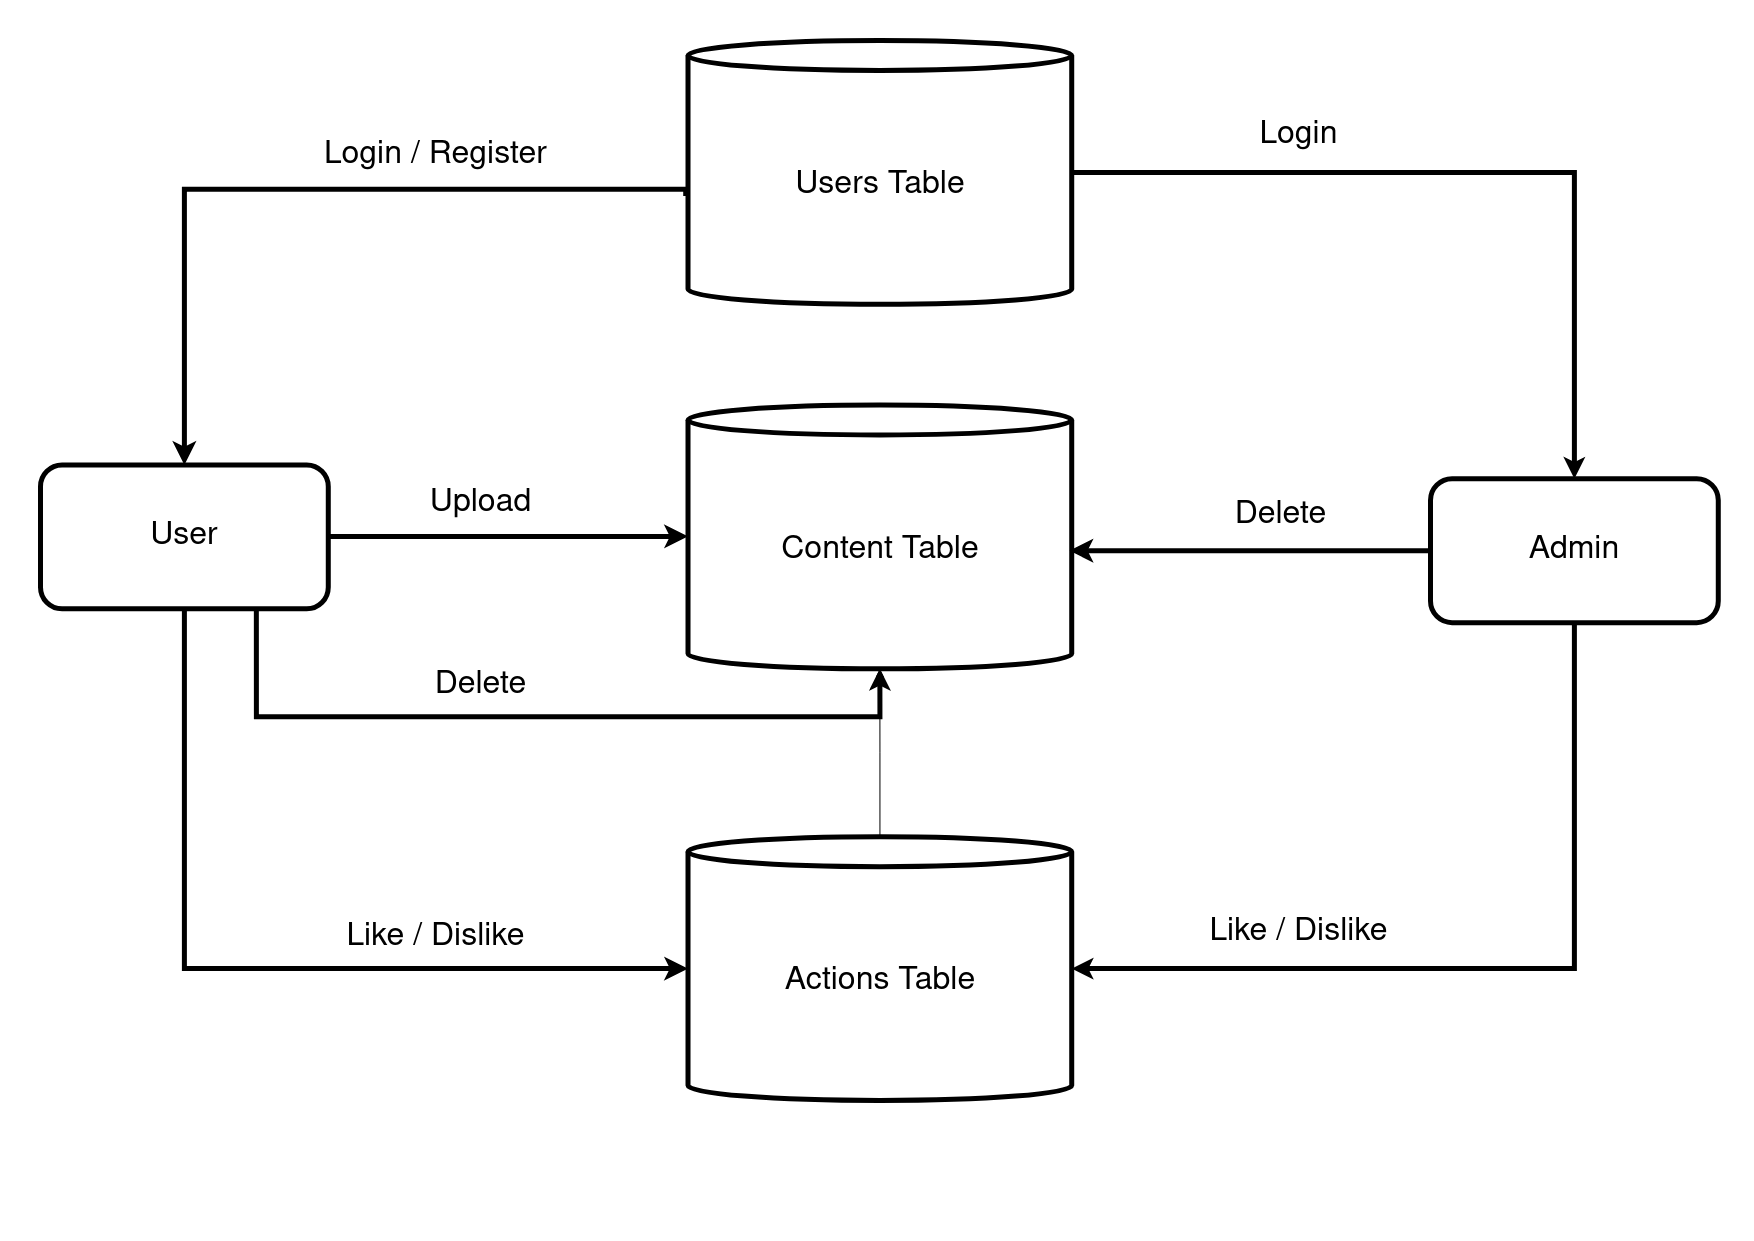 Login / Register
Login
Users Table
User
Upload
Content Table
Delete
Admin
Delete
Like / Dislike
Actions Table
Like / Dislike